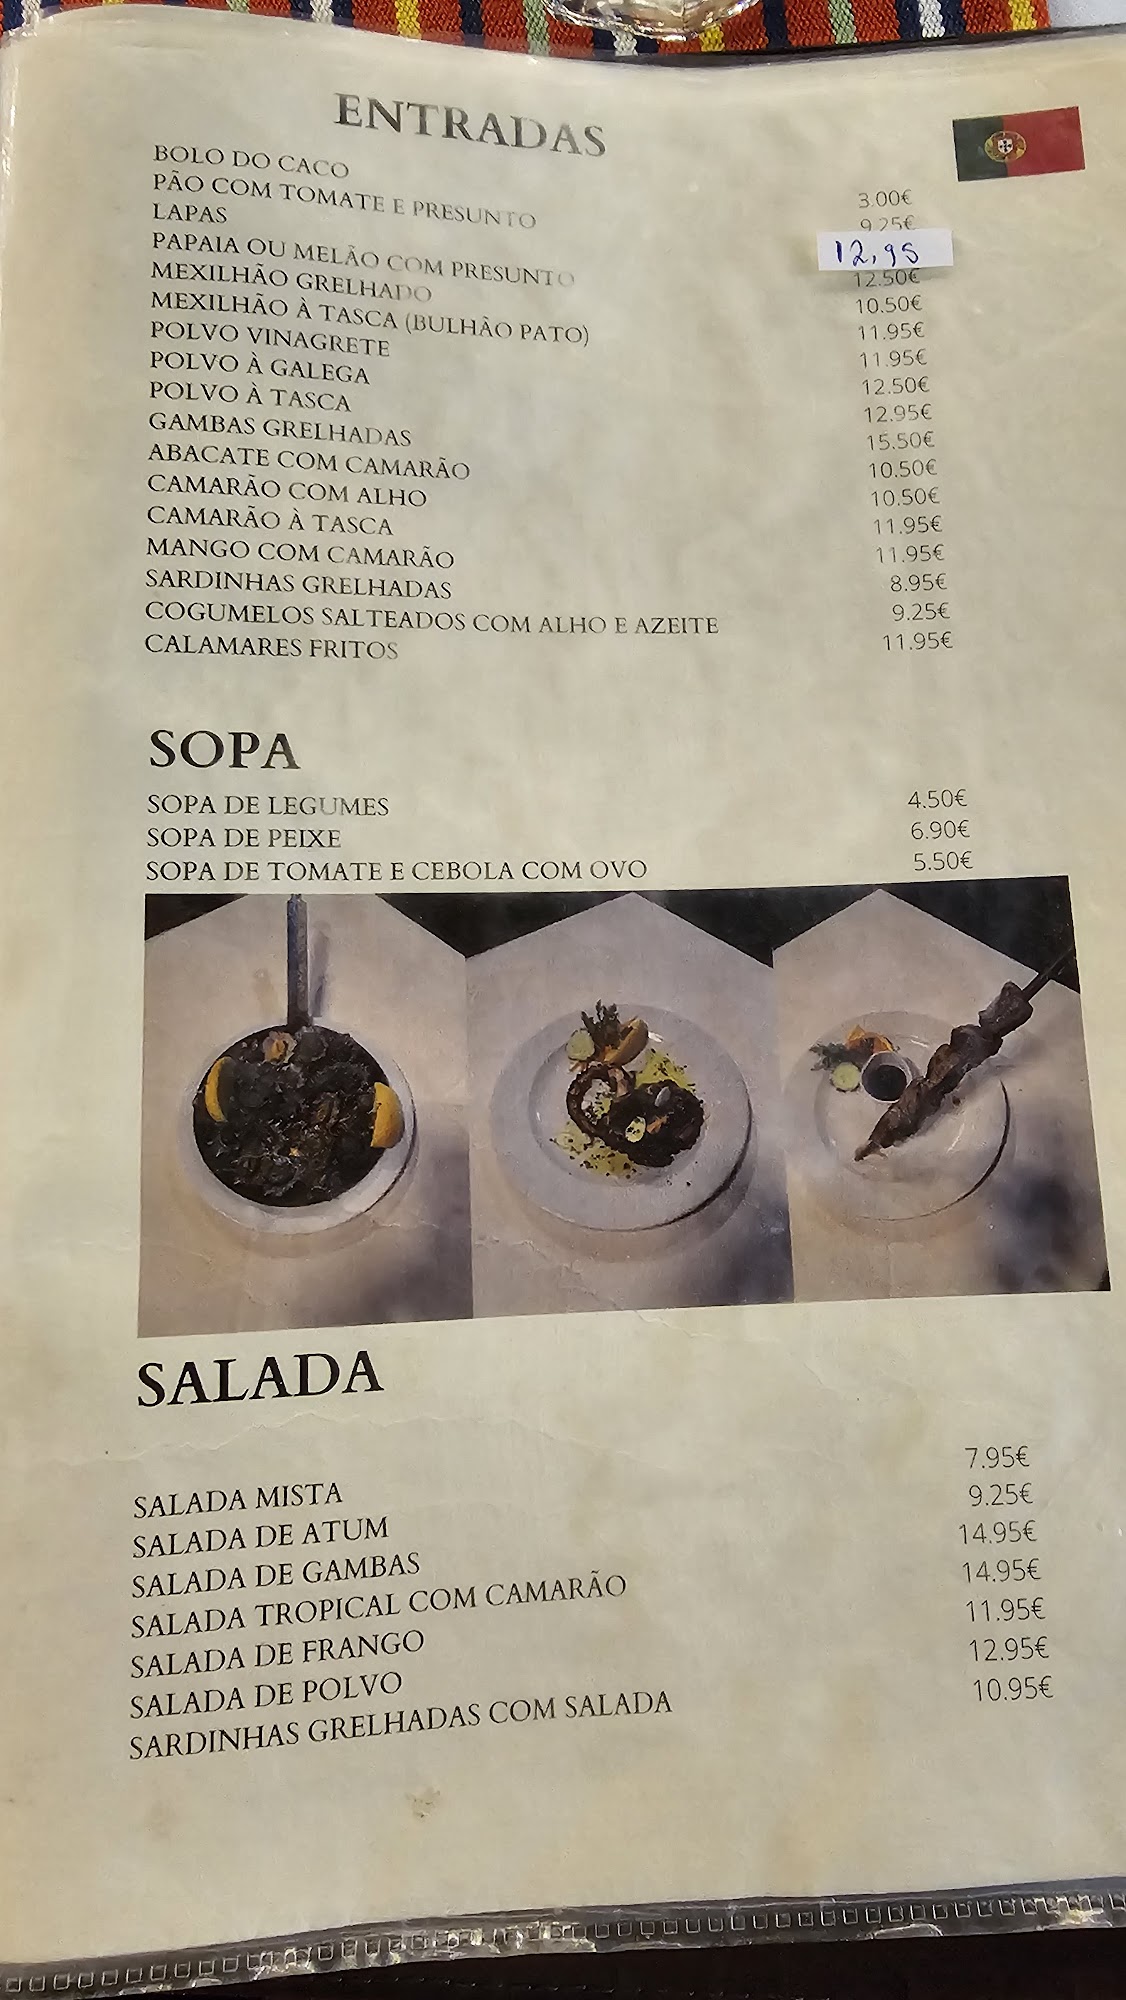 ENTRADAS
BOLO DO CACO 3.00€
PÃO COM TOMATE E PRESUNTO 9.25€
LAPAS 12,95
PAPAIA OU MELÃO COM PRESUNTO 12.50€
MEXILHÃO GRELHADO 10.50€
MEXILHÃO À TASCA (BULHÃO PATO) 11.95€
POLVO VINAGRETE 11.95€
POLVO À GALEGA 12.50€
POLVO À TASCA 12.95€
GAMBAS GRELHADAS 15.50€
ABACATE COM CAMARÃO 10.50€
CAMARÃO COM ALHO 10.50€
CAMARÃO À TASCA 11.95€
MANGO COM CAMARÃO 11.95€
SARDINHAS GRELHADAS 8.95€
COGUMELOS SALTEADOS COM ALHO E AZEITE 9.25€
CALAMARES FRITOS 11.95€
SOPA
SOPA DE LEGUMES 4.50€
SOPA DE PEIXE 6.90€
SOPA DE TOMATE E CEBOLA COM OVO 5.50€
SALADA
SALADA MISTA 7.95€
SALADA DE ATUM 9.25€
SALADA DE GAMBAS 14.95€
SALADA TROPICAL COM CAMARÃO 14.95€
SALADA DE FRANGO 11.95€
SALADA DE POLVO 12.95€
SARDINHAS GRELHADAS COM SALADA 10.95€